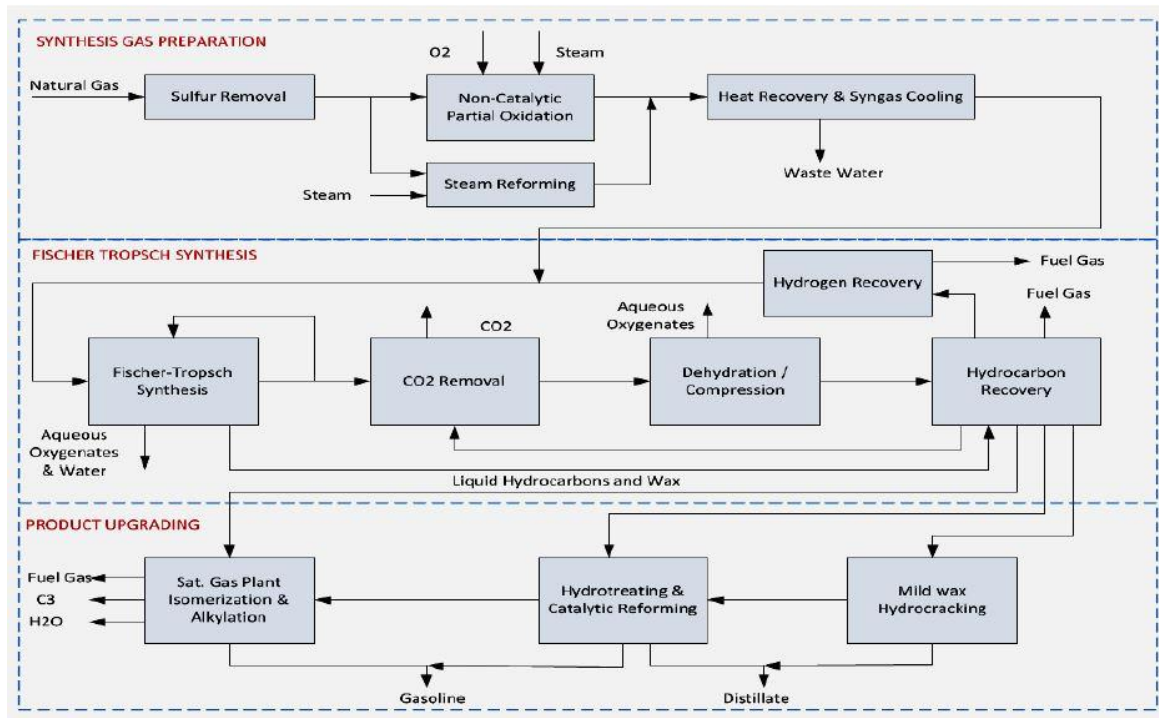 SYNTHESIS GAS PREPARATION
O2
Steam
Natural Gas
Sulfur Removal
Non-Catalytic
Partial Oxidation
Heat Recovery & Syngas Cooling
Steam Reforming
Steam
Waste Water
FISCHER TROPSCH SYNTHESIS
Hydrogen Recovery
Fuel Gas
Fuel Gas
CO2
Aqueous
Oxygenates
Fischer-Tropsch
Synthesis
CO2 Removal
Dehydration /
Compression
Hydrocarbon
Recovery
Aqueous
Oxygenates
& Water
Liquid Hydrocarbons and Wax
PRODUCT UPGRADING
Fuel Gas
C3
H2O
Sat. Gas Plant
Isomerization &
Alkylation
Hydrotreating &
Catalytic Reforming
Mild wax
Hydrocracking
Gasoline
Distillate